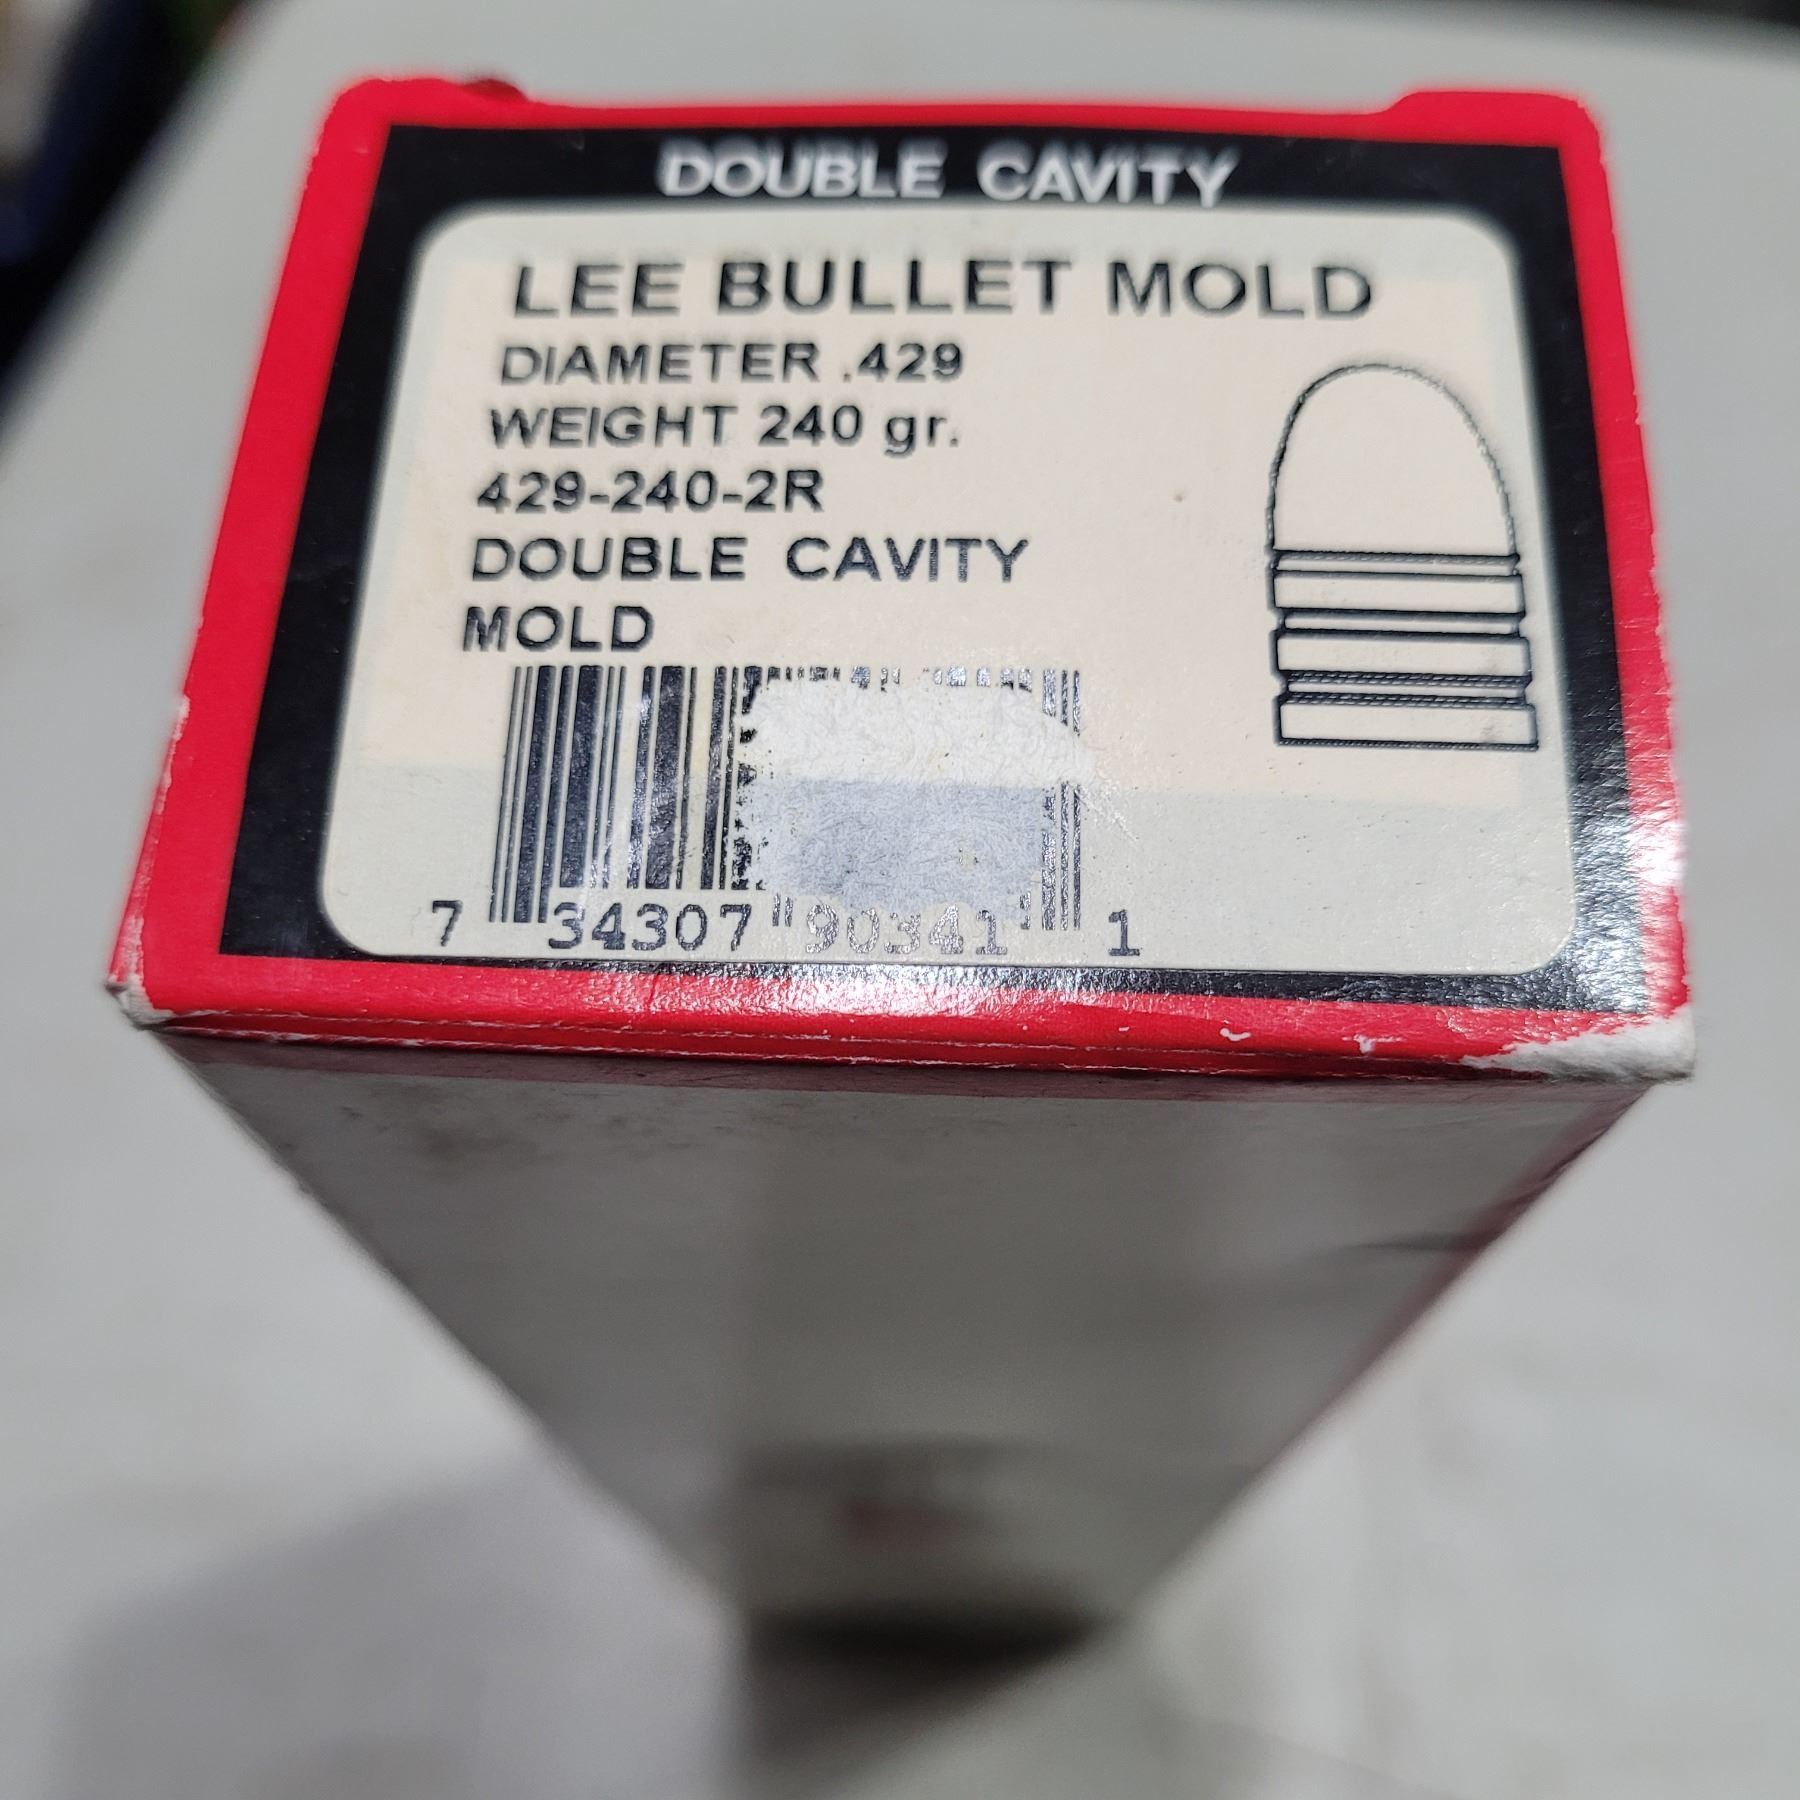 DOUBLE CAVITY
LEE BULLET MOLD
DIAMETER .429
WEIGHT 240 gr.
429-240-2R
DOUBLE CAVITY
MOLD
7 34307 90341 1